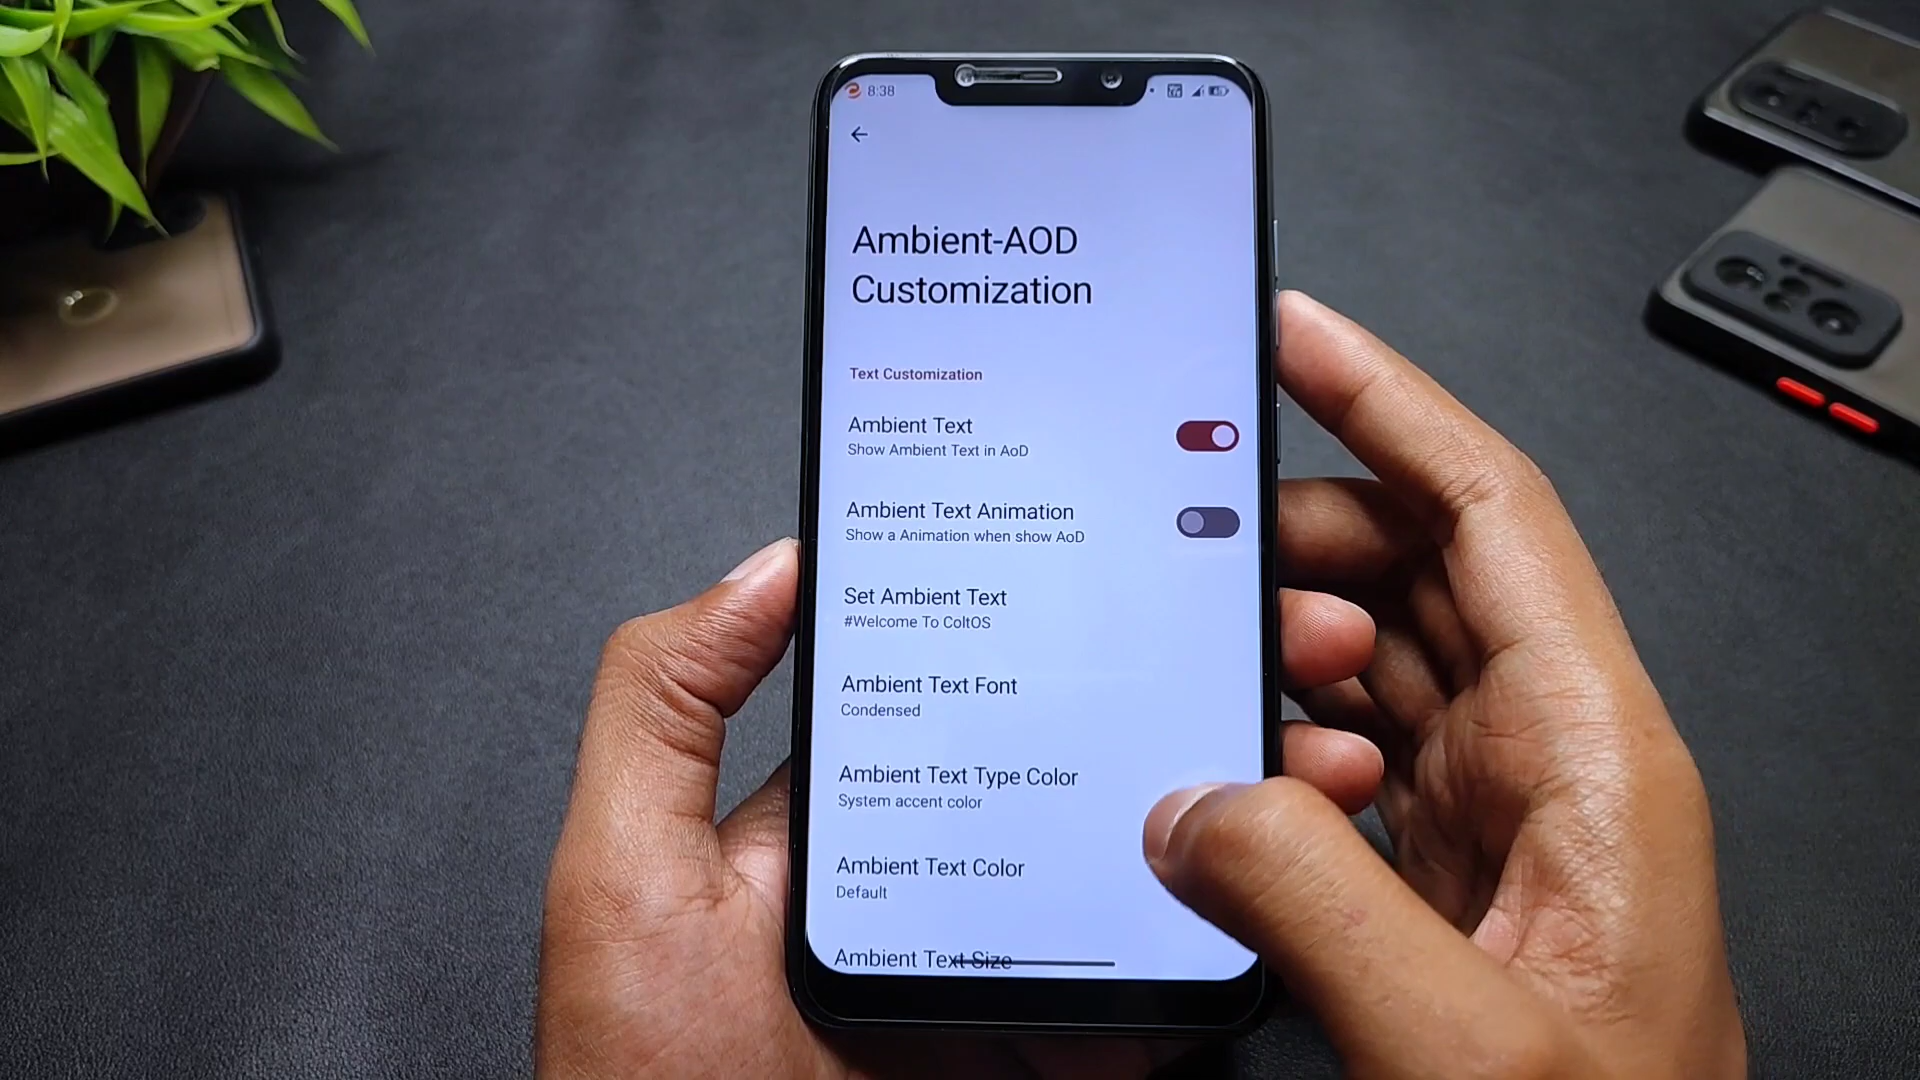 8:38
Ambient-AOD
Customization
Text Customization
Ambient Text
Show Ambient Text in AoD
Ambient Text Animation
Show a Animation when show AoD
Set Ambient Text
#Welcome To ColtOS
Ambient Text Font
Condensed
Ambient Text Type Color
System accent color
Ambient Text Color
Default
Ambient Text Size